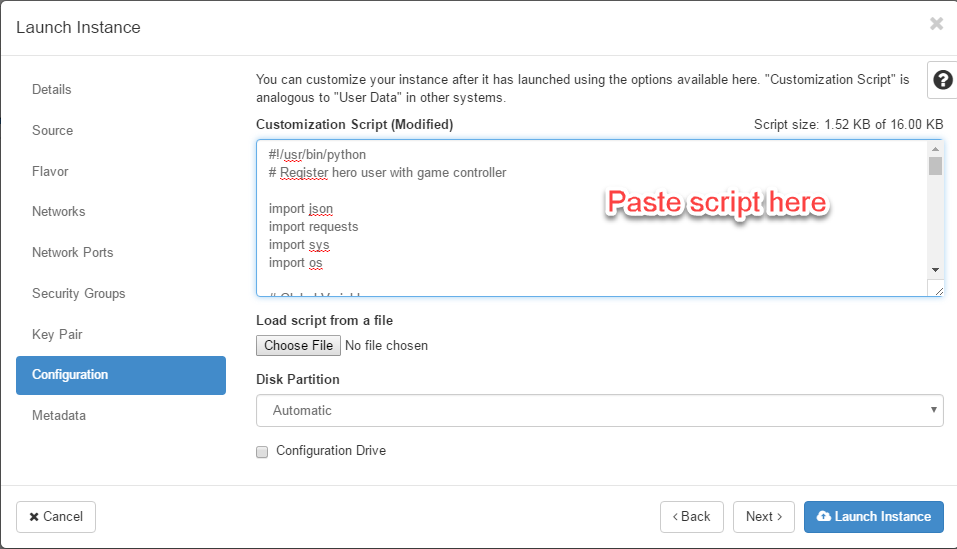 Launch Instance
Details
Source
Flavor
Networks
Network Ports
Security Groups
Key Pair
Configuration
Metadata
You can customize your instance after it has launched using the options available here. "Customization Script" is
analogous to "User Data" in other systems.
Customization Script (Modified)
Script size: 1.52 KB of 16.00 KB
#!/usr/bin/python
# Register hero user with game controller
import json
import requests
import sys
import os
Paste script here
Load script from a file
Choose File No file chosen
Disk Partition
Automatic
Configuration Drive
Cancel
Back
Next
Launch Instance